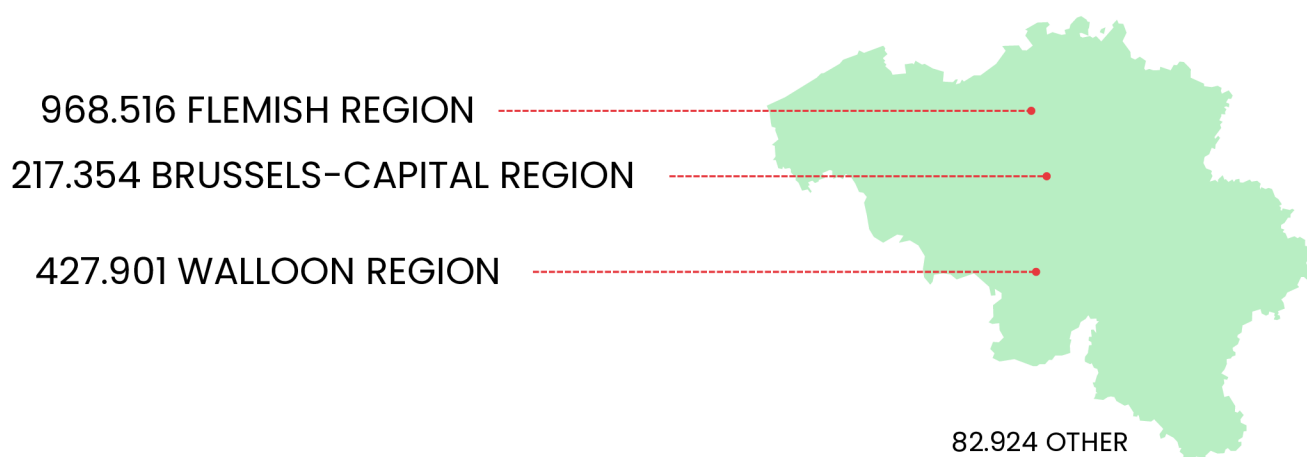 968.516 FLEMISH REGION
217.354 BRUSSELS-CAPITAL REGION
427.901 WALLOON REGION
82.924 OTHER